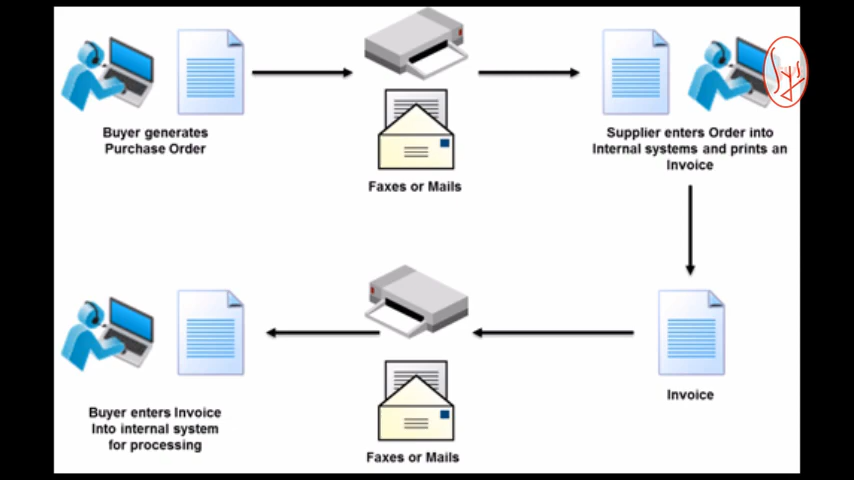 Buyer generates
Purchase Order
Faxes or Mails
Supplier enters Order into
Internal systems and prints an
Invoice
Sys
Invoice
Faxes or Mails
Buyer enters Invoice
Into internal system
for processing